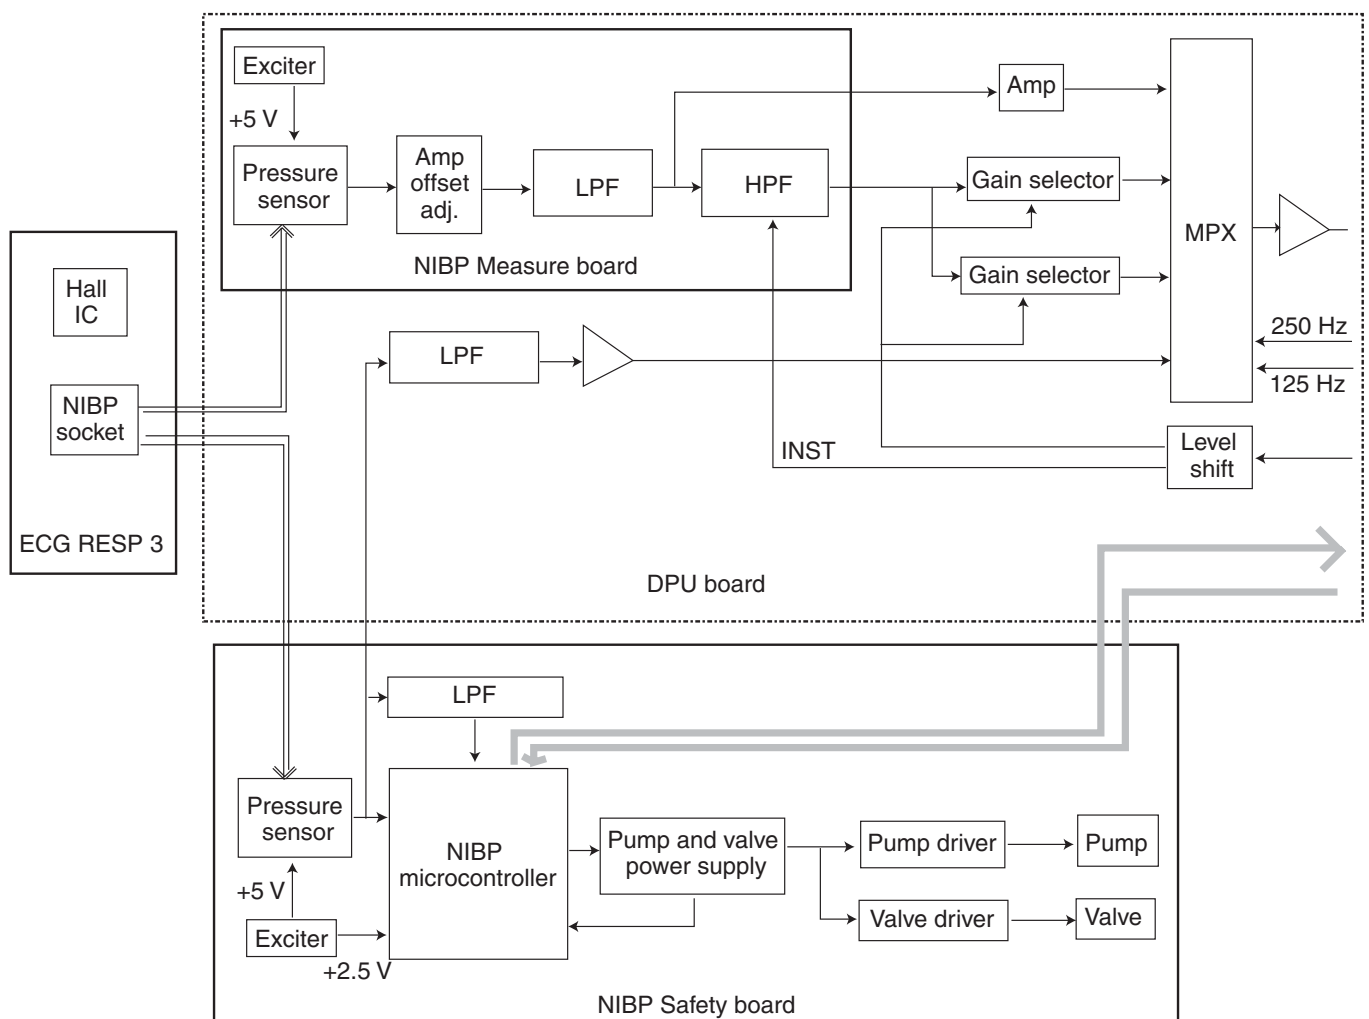 Exciter
+5 V
Pressure
sensor
Amp
offset
adj.
LPF
HPF
NIBP Measure board
Amp
Gain selector
Gain selector
MPX
250 Hz
125 Hz
Hall
IC
NIBP
socket
ECG RESP 3
LPF
INST
Level
shift
DPU board
LPF
Pressure
sensor
+5 V
Exciter
+2.5 V
NIBP
microcontroller
Pump and valve
power supply
Pump driver
Pump
Valve driver
Valve
NIBP Safety board